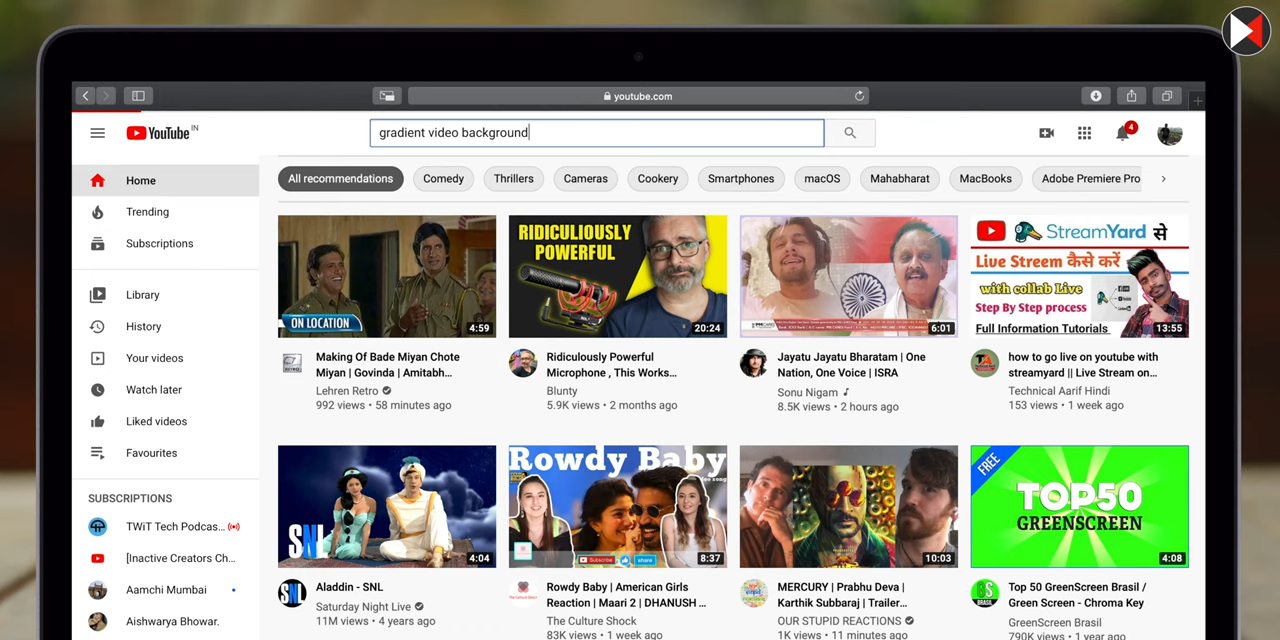 youtube.com
YouTube IN
gradient video background
4
Home
Trending
Subscriptions
Library
History
Your videos
Watch later
Liked videos
Favourites
SUBSCRIPTIONS
TWiT Tech Podcas...
[Inactive Creators Ch...
Aamchi Mumbai
Aishwarya Bhowar.
All recommendations
Comedy
Thrillers
Cameras
Cookery
Smartphones
macOS
Mahabharat
MacBooks
Adobe Premiere Pro
ON LOCATION
4:59
Making Of Bade Miyan Chote
Miyan | Govinda | Amitabh...
Lehren Retro
992 views • 58 minutes ago
RIDICULOUSLY
POWERFUL
20:24
Ridiculously Powerful
Microphone , This Works...
Blunty
5.9K views • 2 months ago
6:01
Jayatu Jayatu Bharatam | One
Nation, One Voice | ISRA
Sonu Nigam
8.5K views • 2 hours ago
StreamYard से
Live Streem कैसे करें
with collab Live
Step By Step process
Full Information Tutorials
13:55
how to go live on youtube with
streamyard || Live Stream on...
Technical Aarif Hindi
153 views • 1 week ago
SNL
4:04
Aladdin - SNL
Saturday Night Live
11M views • 4 years ago
Rowdy Baby
Subscribe
share
8:37
Rowdy Baby | American Girls
Reaction | Maari 2 | DHANUSH ...
The Culture Shock
83K views • 1 week ago
10:03
MERCURY | Prabhu Deva |
Karthik Subbaraj | Trailer...
OUR STUPID REACTIONS
1K views • 11 minutes ago
FREE
TOP50
GREENSCREEN
4:08
Top 50 GreenScreen Brasil /
Green Screen - Chroma Key
GreenScreen Brasil
790K views • 1 year ago